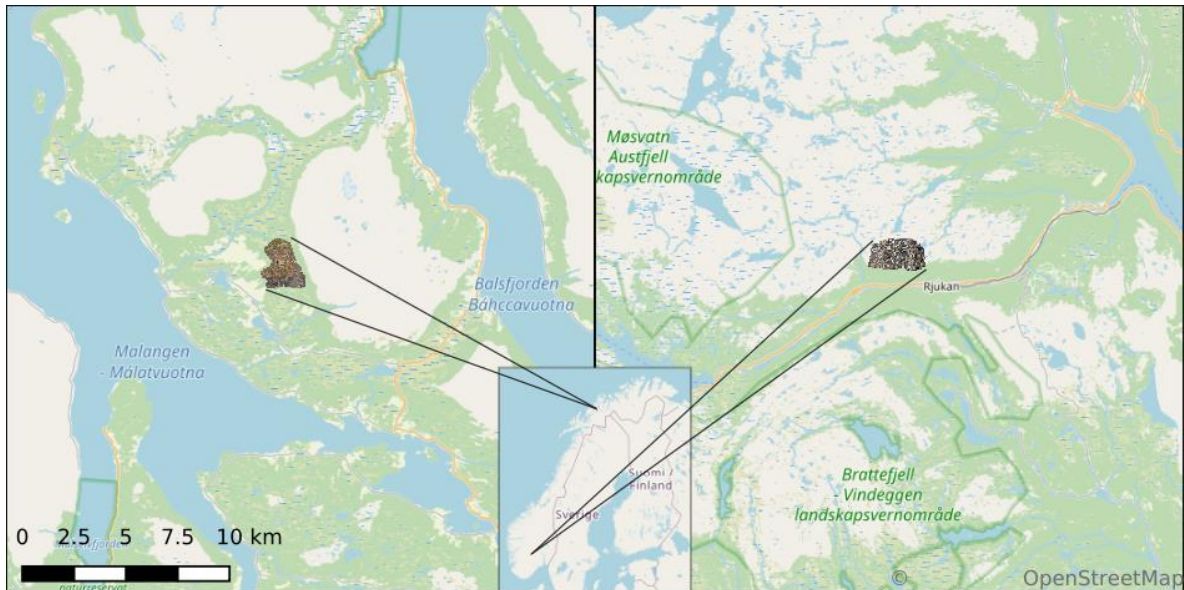 Møsvatn
Austfjell
kapsvernområde
Balsfjorden
Báhccavuotna
Rjukan
Malangen
- Málatvuotna
Suomi /
Finland
Sverige
Brattefjell
Vindeggen
landskapsvernområde
0 2.5 5 7.5 10 km
naturreservat
© OpenStreetMap